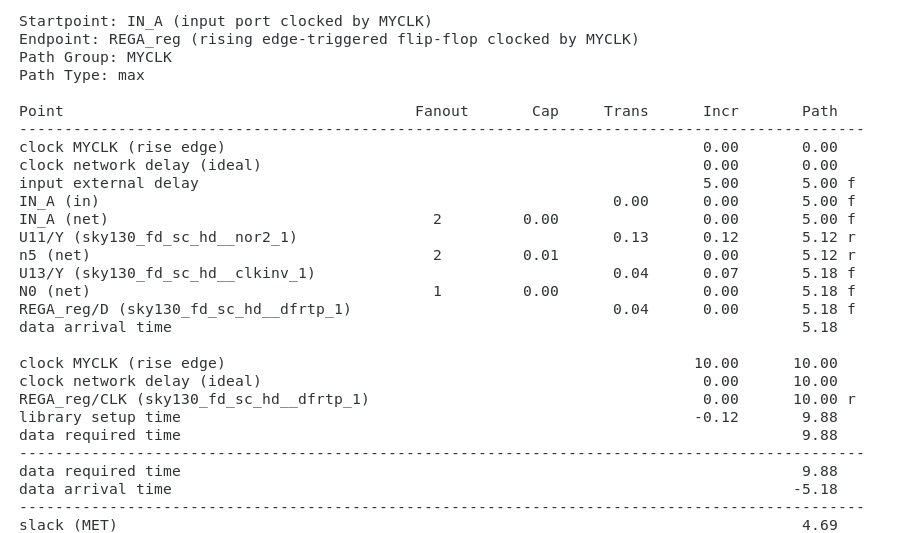 Startpoint: IN_A (input port clocked by MYCLK)
Endpoint: REGA_reg (rising edge-triggered flip-flop clocked by MYCLK)
Path Group: MYCLK
Path Type: max

Point                                       Fanout       Cap     Trans      Incr       Path
----------------------------------------------------------------------------------------------
clock MYCLK (rise edge)                                                     0.00       0.00
clock network delay (ideal)                                                 0.00       0.00
input external delay                                                        5.00       5.00 f
IN_A (in)                                                         0.00      0.00       5.00 f
IN_A (net)                                    2         0.00                0.00       5.00 f
U11/Y (sky130_fd_sc_hd__nor2_1)                                   0.13      0.12       5.12 r
n5 (net)                                      2         0.01                0.00       5.12 r
U13/Y (sky130_fd_sc_hd__clkinv_1)                                 0.04      0.07       5.18 f
N0 (net)                                      1         0.00                0.00       5.18 f
REGA_reg/D (sky130_fd_sc_hd__dfrtp_1)                             0.04      0.00       5.18 f
data arrival time                                                                      5.18

clock MYCLK (rise edge)                                                    10.00      10.00
clock network delay (ideal)                                                 0.00      10.00
REGA_reg/CLK (sky130_fd_sc_hd__dfrtp_1)                                     0.00      10.00 r
library setup time                                                         -0.12       9.88
data required time                                                                     9.88
----------------------------------------------------------------------------------------------
data required time                                                                     9.88
data arrival time                                                                     -5.18
----------------------------------------------------------------------------------------------
slack (MET)                                                                            4.69